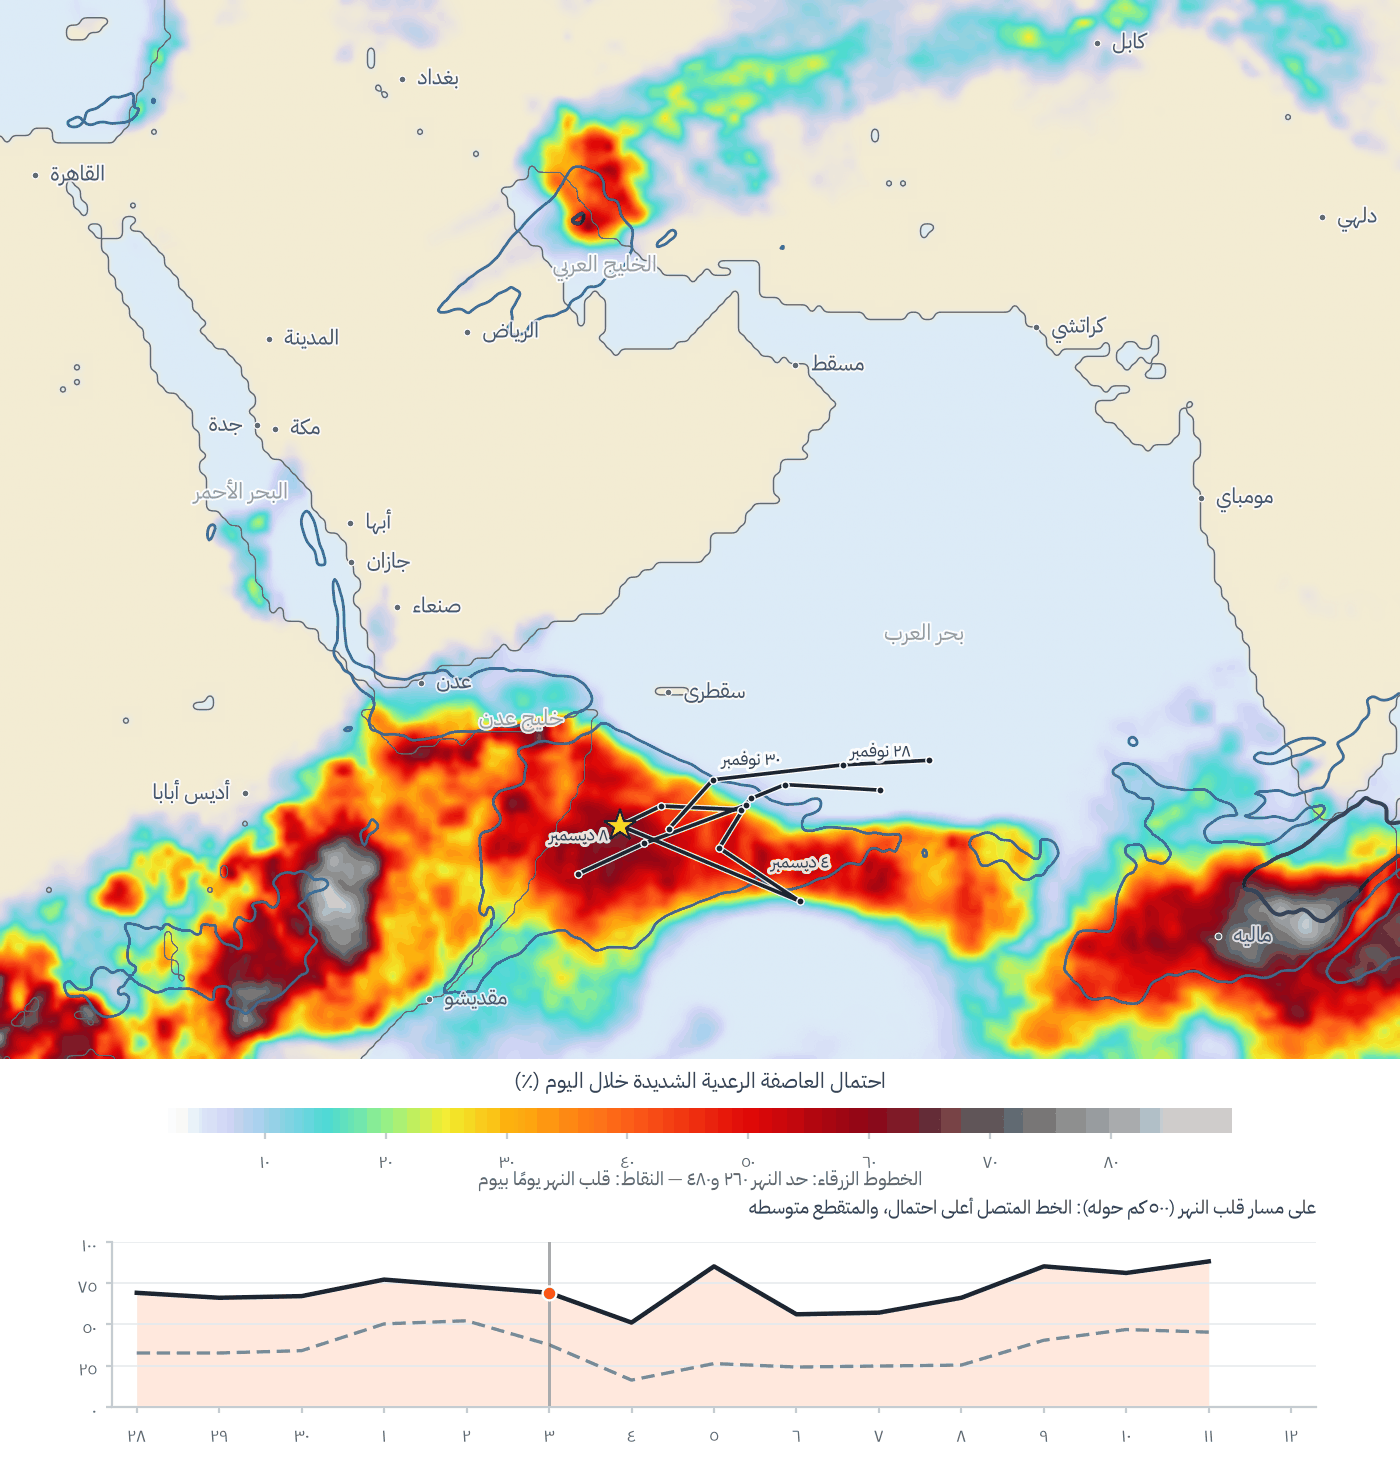 كابل
بغداد
القاهرة
دلهي
الخليج العربي
كراتشي
الرياض
المدينة
مسقط
جدة
مكة
البحر الأحمر
مومباي
أبها
جازان
صنعاء
بحر العرب
عدن
سقطرى
خليج عدن
٢٨ نوفمبر
٣٠ نوفمبر
أديس أبابا
٨ ديسمبر
٤ ديسمبر
ماليه
مقديشو
احتمال العاصفة الرعدية الشديدة خلال اليوم (٪)
١٠ ٢٠ ٣٠ ٤٠ ٥٠ ٦٠ ٧٠ ٨٠
الخطوط الزرقاء: حد النهر ٢٦٠ و٤٨٠ — النقاط: قلب النهر يومًا بيوم
على مسار قلب النهر (٥٠٠ كم حوله): الخط المتصل أعلى احتمال، والمتقطع متوسطه
١٠٠
٧٥
٥٠
٢٥
٠
٢٨ ٢٩ ٣٠ ١ ٢ ٣ ٤ ٥ ٦ ٧ ٨ ٩ ١٠ ١١ ١٢